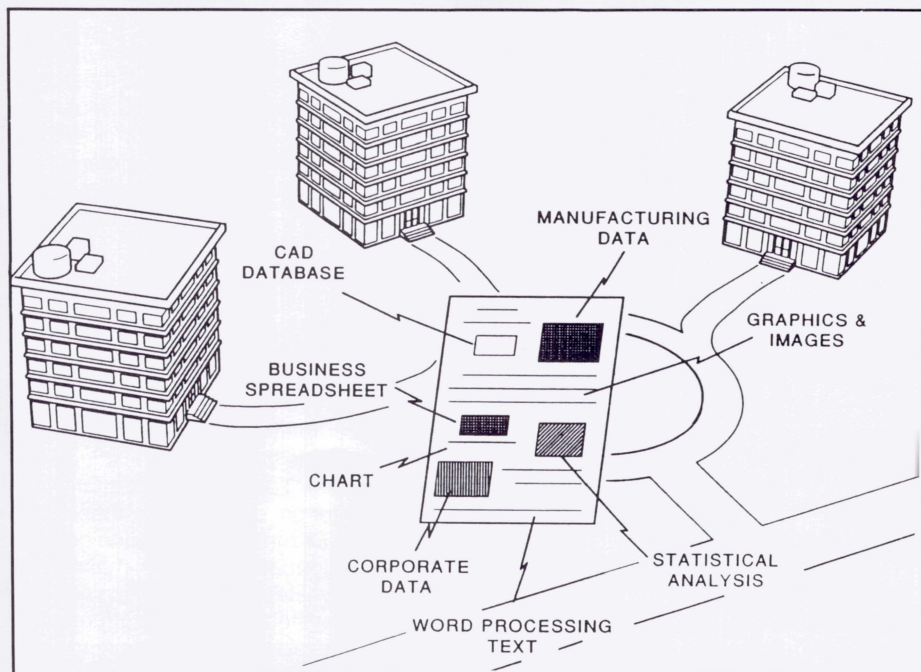 MANUFACTURING
DATA
CAD
DATABASE
GRAPHICS &
IMAGES
BUSINESS
SPREADSHEET
CHART
CORPORATE
DATA
STATISTICAL
ANALYSIS
WORD PROCESSING
TEXT